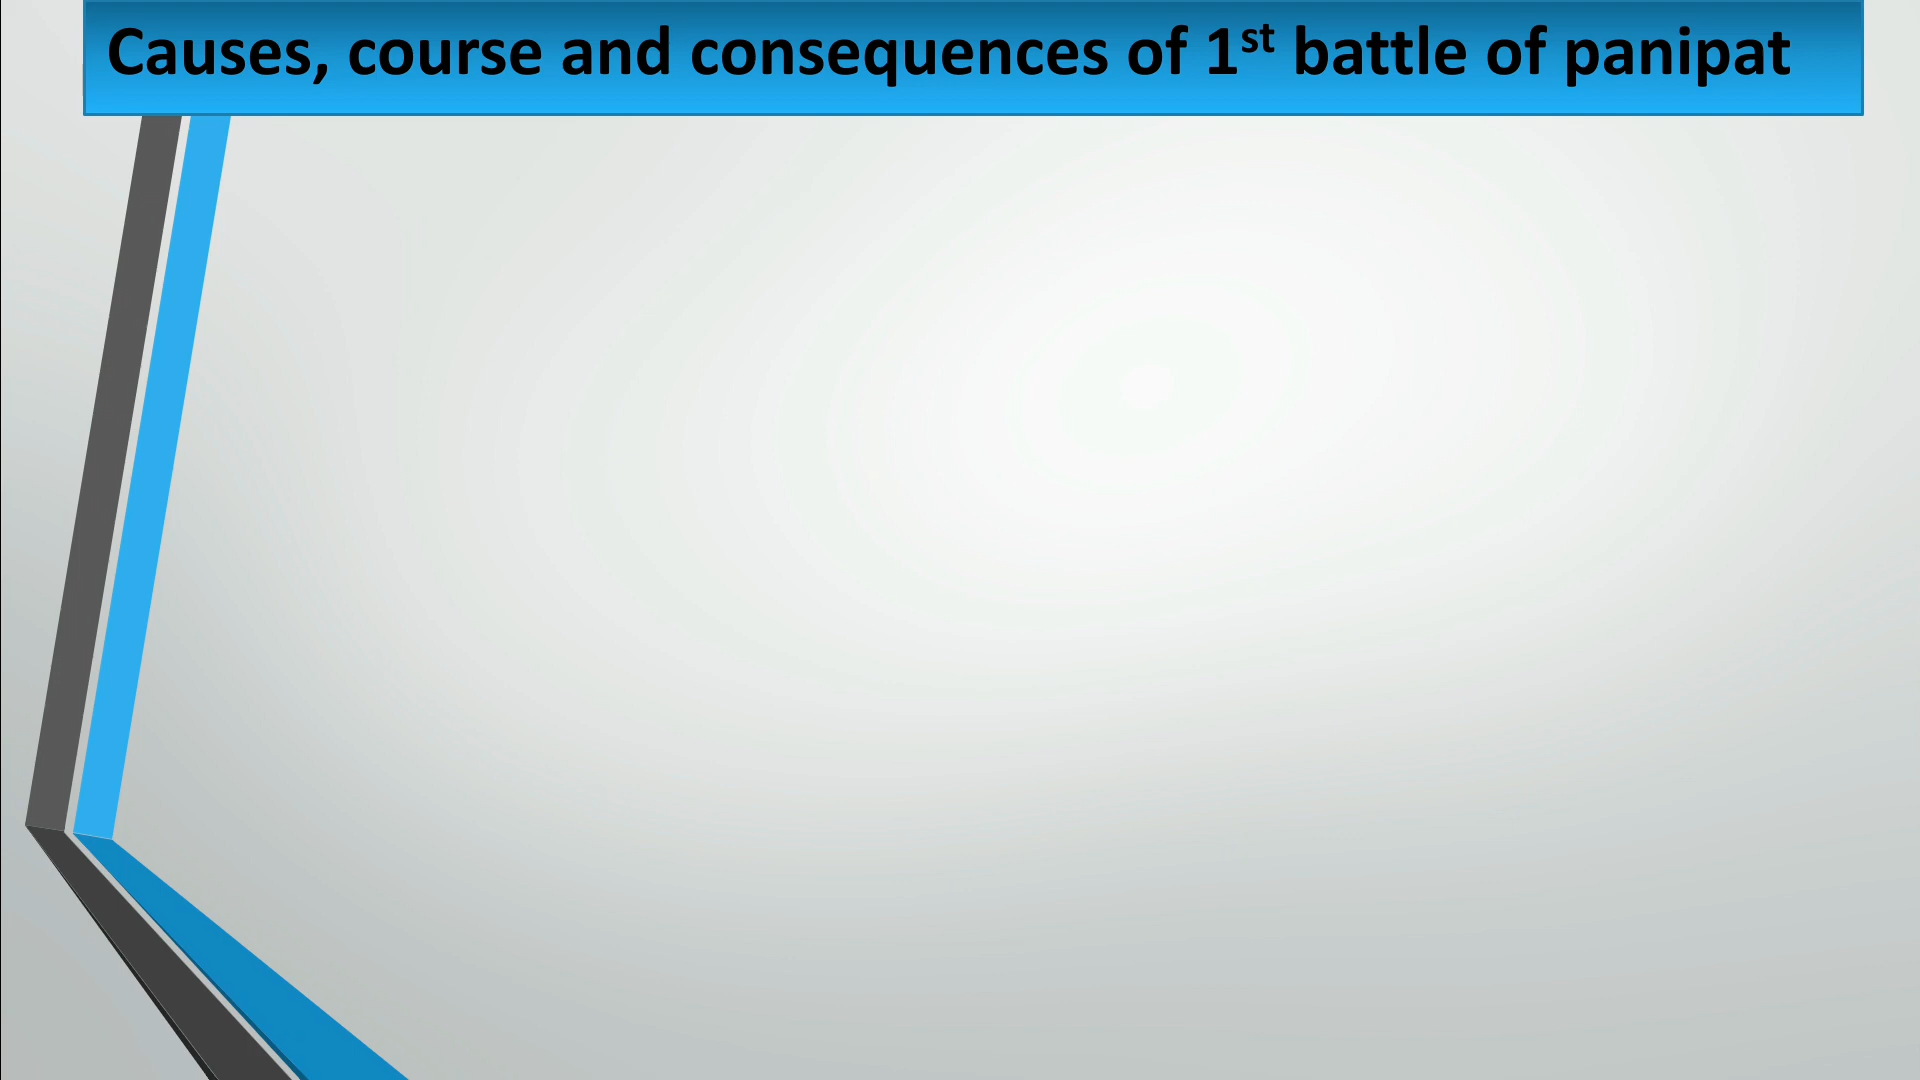 Causes, course and consequences of 1st battle of panipat